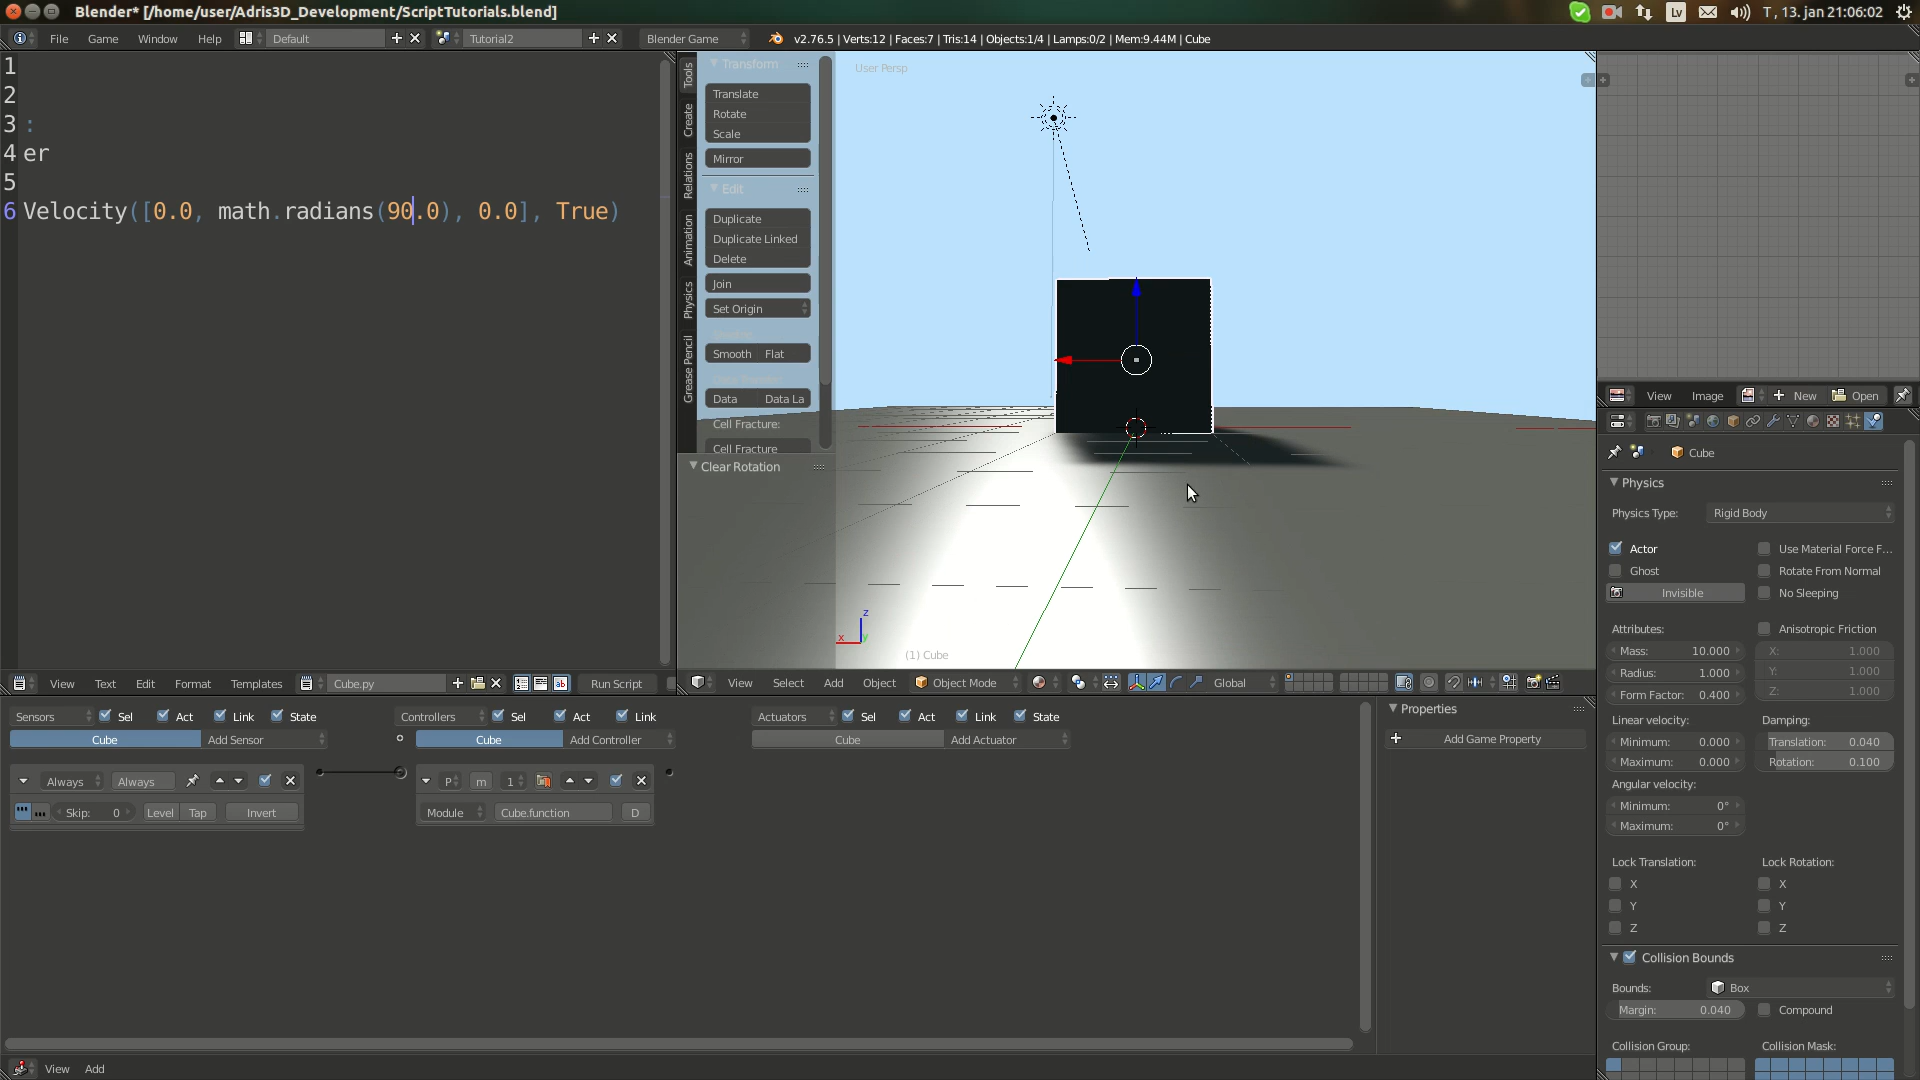 Blender* [/home/user/Adris3D_Development/ScriptTutorials.blend]
Lv
T , 13. jan 21:06:02
File Game Window Help Default Tutorial2 Blender Game v2.76.5 | Verts:12 | Faces:7 | Tris:14 | Objects:1/4 | Lamps:0/2 | Mem:9.44M | Cube
1
2
3 :
4 er
5
6 Velocity([0.0, math.radians(90.0), 0.0], True)
Tools
Create
Relations
Animation
Physics
Grease Pencil
Transform
Translate
Rotate
Scale
Mirror
Edit
Duplicate
Duplicate Linked
Delete
Join
Set Origin
Smooth Flat
Data Data La
Cell Fracture:
Cell Fracture
Clear Rotation
User Persp
z
x y
(1) Cube
View Image New Open
Cube
Physics
Physics Type: Rigid Body
Actor Use Material Force F...
Ghost Rotate From Normal
Invisible No Sleeping
Attributes: Anisotropic Friction
Mass: 10.000 X: 1.000
Radius: 1.000 Y: 1.000
Form Factor: 0.400 Z: 1.000
Linear velocity: Damping:
Minimum: 0.000 Translation: 0.040
Maximum: 0.000 Rotation: 0.100
Angular velocity:
Minimum: 0°
Maximum: 0°
Lock Translation: Lock Rotation:
X X
Y Y
Z Z
Collision Bounds
Bounds: Box
Margin: 0.040 Compound
Collision Group: Collision Mask:
View Text Edit Format Templates Cube.py Run Script
View Select Add Object Object Mode Global
Sensors Sel Act Link State Controllers Sel Act Link Actuators Sel Act Link State
Cube Add Sensor Cube Add Controller Cube Add Actuator
Always Always P m 1
Skip: 0 Level Tap Invert Module Cube.function D
Properties
Add Game Property
View Add